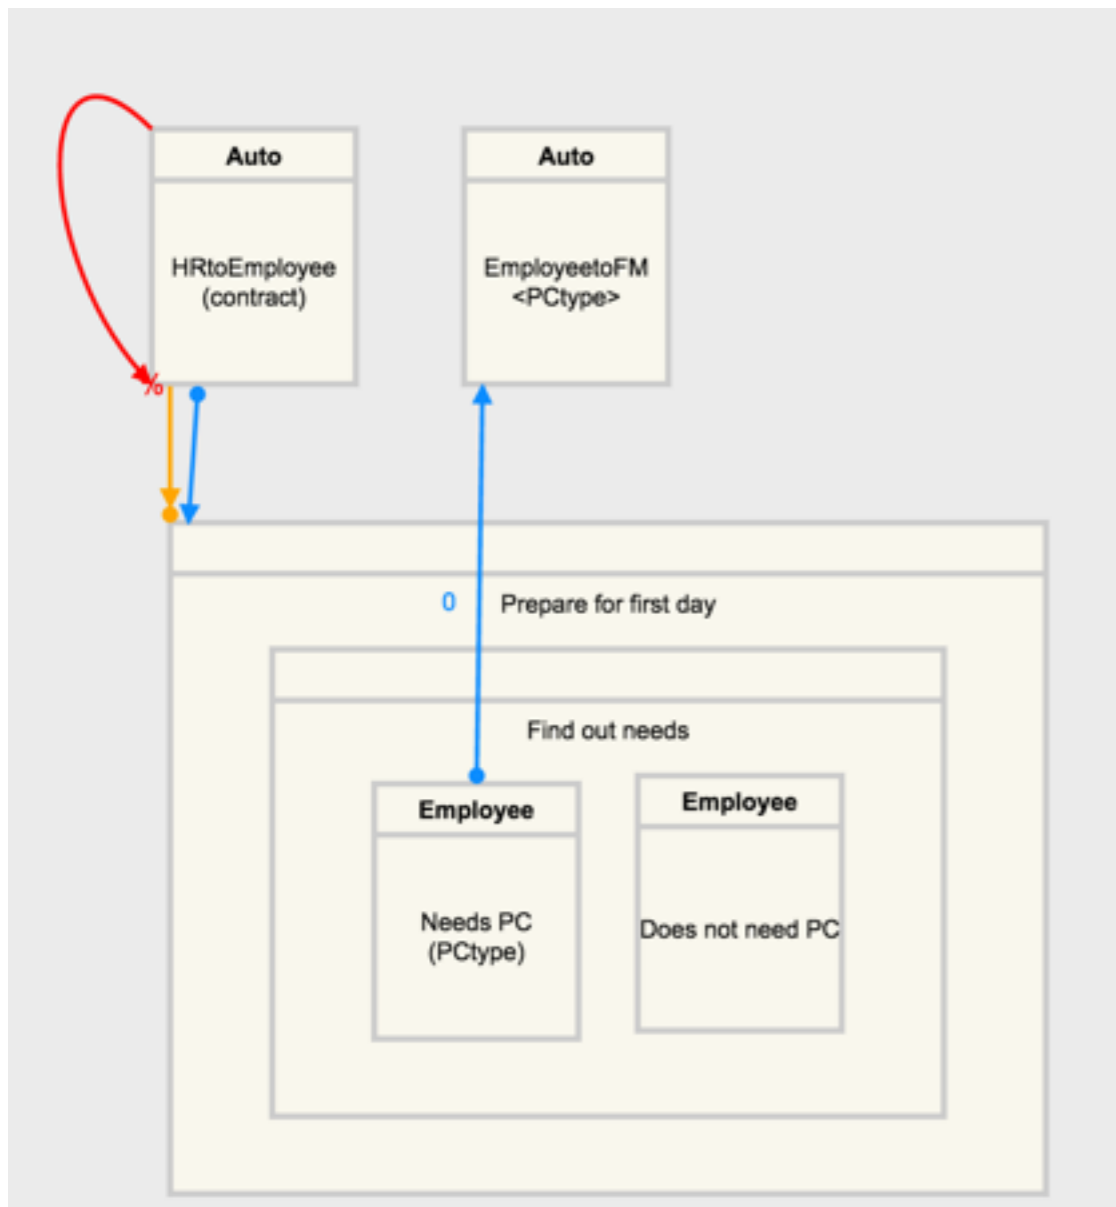 Auto
HRtoEmployee
(contract)
%
Auto
EmployeetoFM
<PCtype>
0
Prepare for first day
Find out needs
Employee
Needs PC
(PCtype)
Employee
Does not need PC